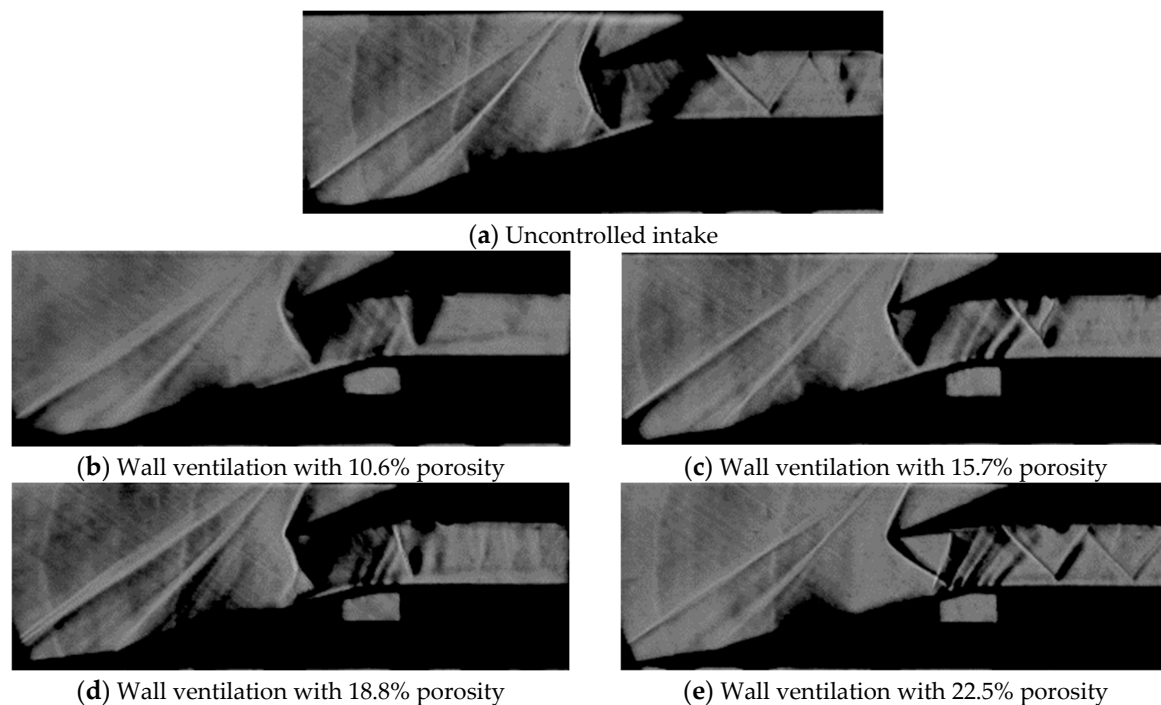 (a) Uncontrolled intake
(b) Wall ventilation with 10.6% porosity
(c) Wall ventilation with 15.7% porosity
(d) Wall ventilation with 18.8% porosity
(e) Wall ventilation with 22.5% porosity